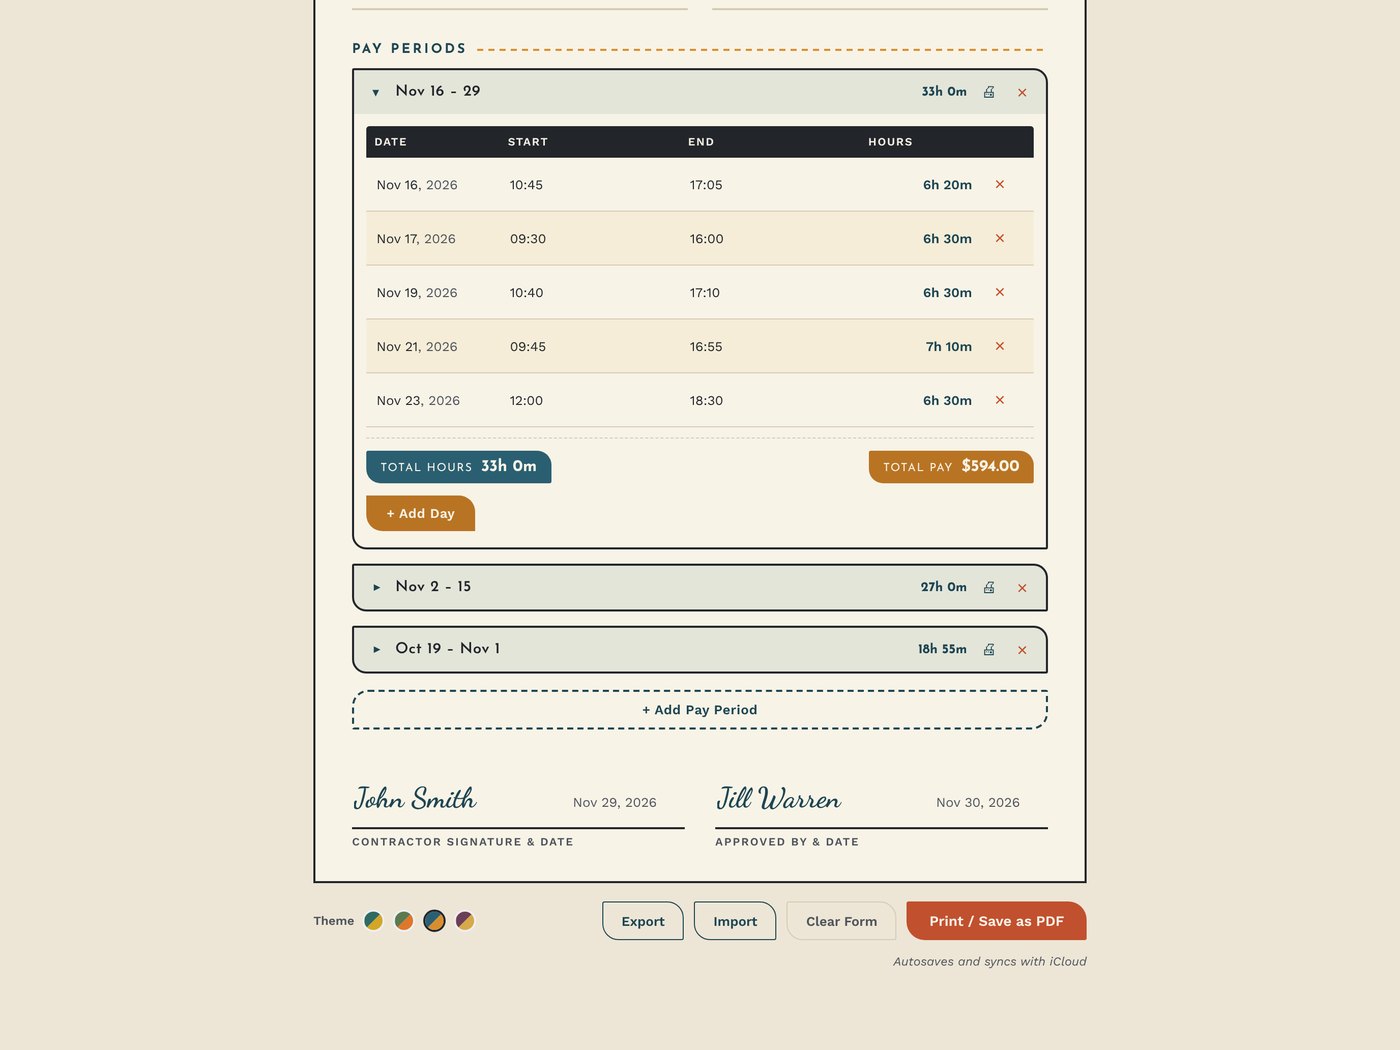 PAY PERIODS
▼ Nov 16 – 29 33h 0m ×
DATE START END HOURS
Nov 16, 2026 10:45 17:05 6h 20m ×
Nov 17, 2026 09:30 16:00 6h 30m ×
Nov 19, 2026 10:40 17:10 6h 30m ×
Nov 21, 2026 09:45 16:55 7h 10m ×
Nov 23, 2026 12:00 18:30 6h 30m ×
TOTAL HOURS 33h 0m TOTAL PAY $594.00
+ Add Day
► Nov 2 – 15 27h 0m ×
► Oct 19 – Nov 1 18h 55m ×
+ Add Pay Period
John Smith Nov 29, 2026 Jill Warren Nov 30, 2026
CONTRACTOR SIGNATURE & DATE APPROVED BY & DATE
Theme Export Import Clear Form Print / Save as PDF
Autosaves and syncs with iCloud